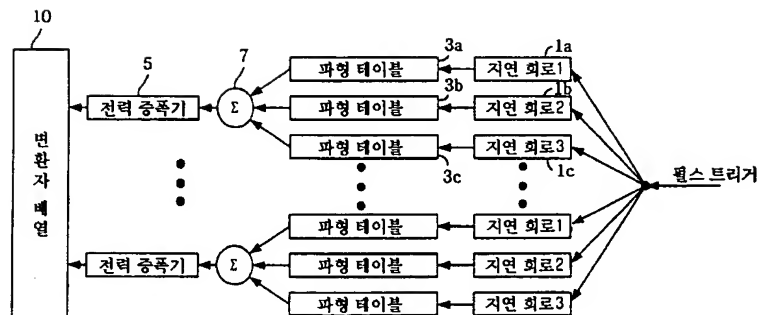 10
5
7
3a
1a
파형 테이블
지연 회로1
3b
1b
전력 증폭기
Σ
파형 테이블
지연 회로2
파형 테이블
지연 회로3
3c
1c
변환자 배열
펄스 트리거
파형 테이블
지연 회로1
전력 증폭기
Σ
파형 테이블
지연 회로2
파형 테이블
지연 회로3